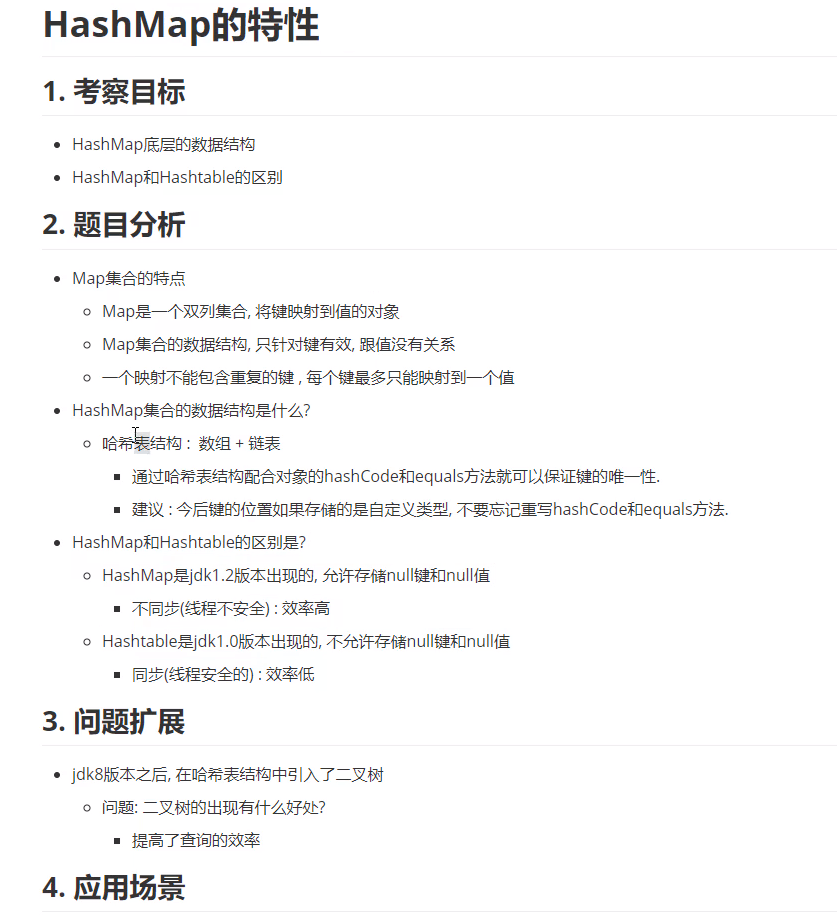 HashMap的特性
1. 考察目标
HashMap底层的数据结构
HashMap和Hashtable的区别
2. 题目分析
Map集合的特点
Map是一个双列集合, 将键映射到值的对象
Map集合的数据结构, 只针对键有效, 跟值没有关系
一个映射不能包含重复的键 , 每个键最多只能映射到一个值
HashMap集合的数据结构是什么?
哈希表结构 : 数组 + 链表
通过哈希表结构配合对象的hashCode和equals方法就可以保证键的唯一性.
建议 : 今后键的位置如果存储的是自定义类型, 不要忘记重写hashCode和equals方法.
HashMap和Hashtable的区别是?
HashMap是jdk1.2版本出现的, 允许存储null键和null值
不同步(线程不安全) : 效率高
Hashtable是jdk1.0版本出现的, 不允许存储null键和null值
同步(线程安全的) : 效率低
3. 问题扩展
jdk8版本之后, 在哈希表结构中引入了二叉树
问题: 二叉树的出现有什么好处?
提高了查询的效率
4. 应用场景